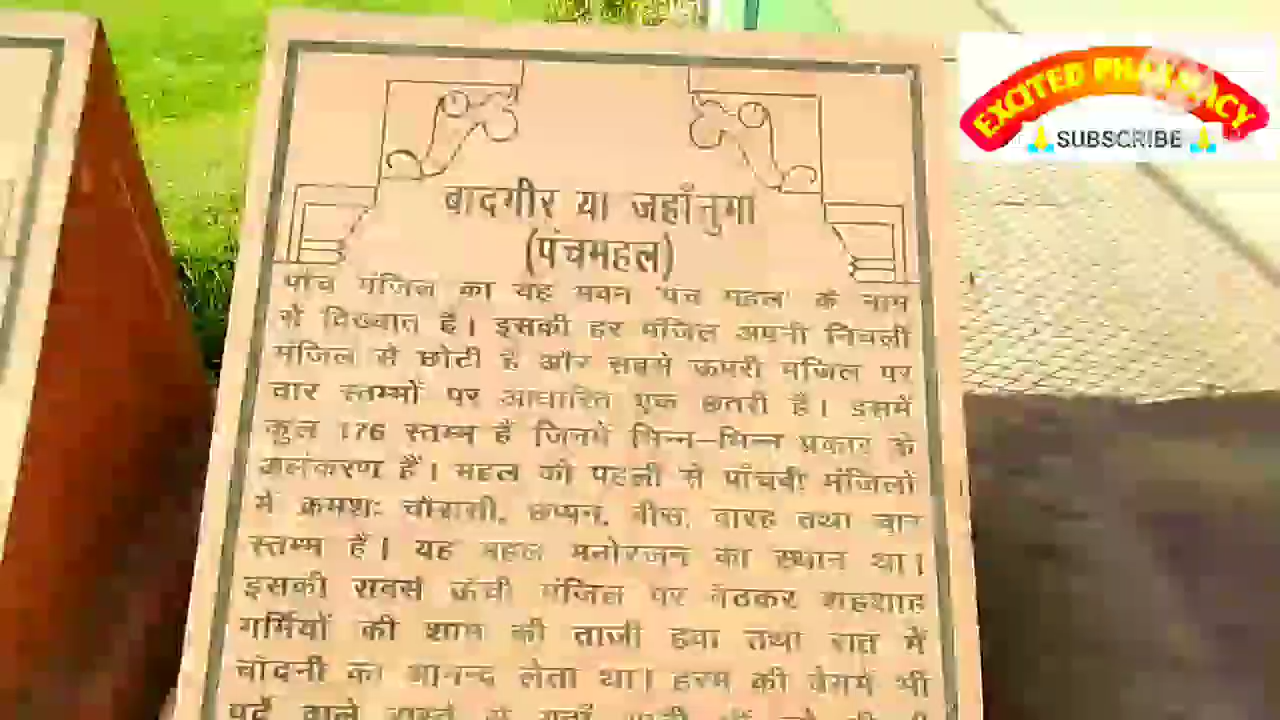 EXCITED PHARMACY
SUBSCRIBE
बादगीर या जहाँनुमा
(पंचमहल)
पांच मंजिल का यह भवन 'पंच महल' के नाम
से विख्यात है। इसकी हर मंजिल अपनी निचली
मंजिल से छोटी है और सबसे ऊपरी मंजिल पर
चार स्तम्भों पर आधारित एक छतरी है। इसमें
कुल 176 स्तम्भ हैं जिनमें भिन्न-भिन्न प्रकार के
अलंकरण हैं। महल की पहली से पाँचवी मंजिलों
में क्रमशः चौरासी, छप्पन, बीस, बारह तथा चार
स्तम्भ हैं। यह महल मनोरंजन का स्थान था।
इसकी सबसे ऊंची मंजिल पर बैठकर शहंशाह
गर्मियों की शाम की ताजी हवा तथा रात में
चाँदनी का आनन्द लेता था। हरम की बेगमें भी
पर्दे वाले रास्ते से यहाँ